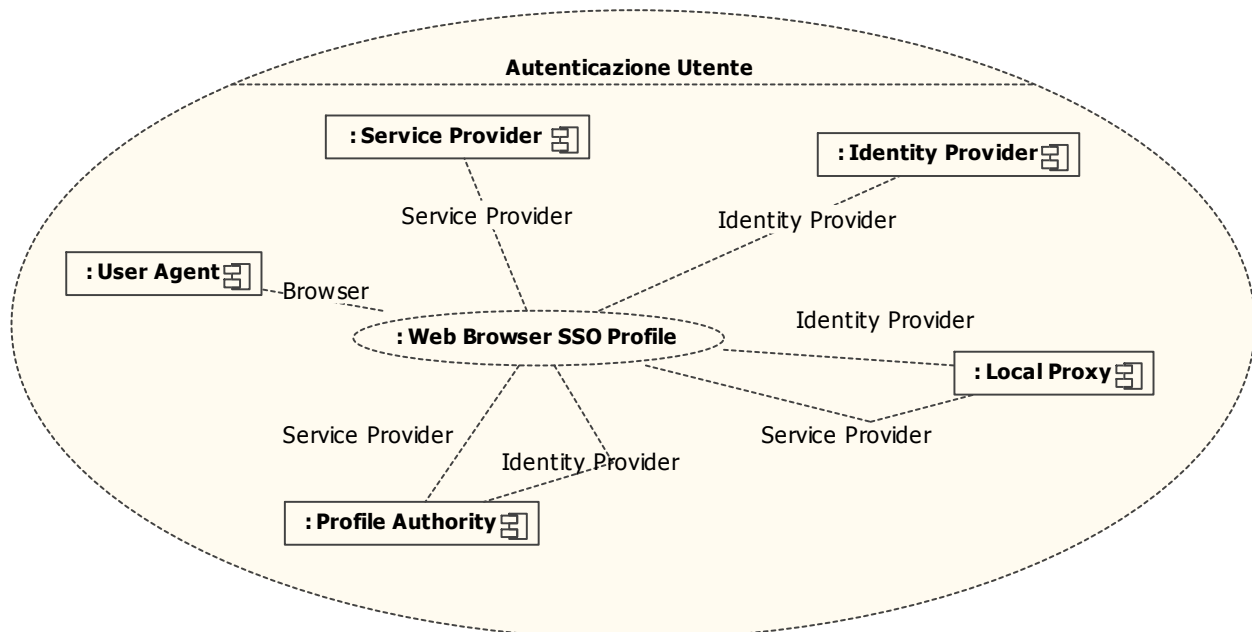 Autenticazione Utente
: Service Provider
: Identity Provider
Service Provider
Identity Provider
: User Agent
Browser
: Web Browser SSO Profile
Identity Provider
: Local Proxy
Service Provider
Service Provider
Identity Provider
: Profile Authority